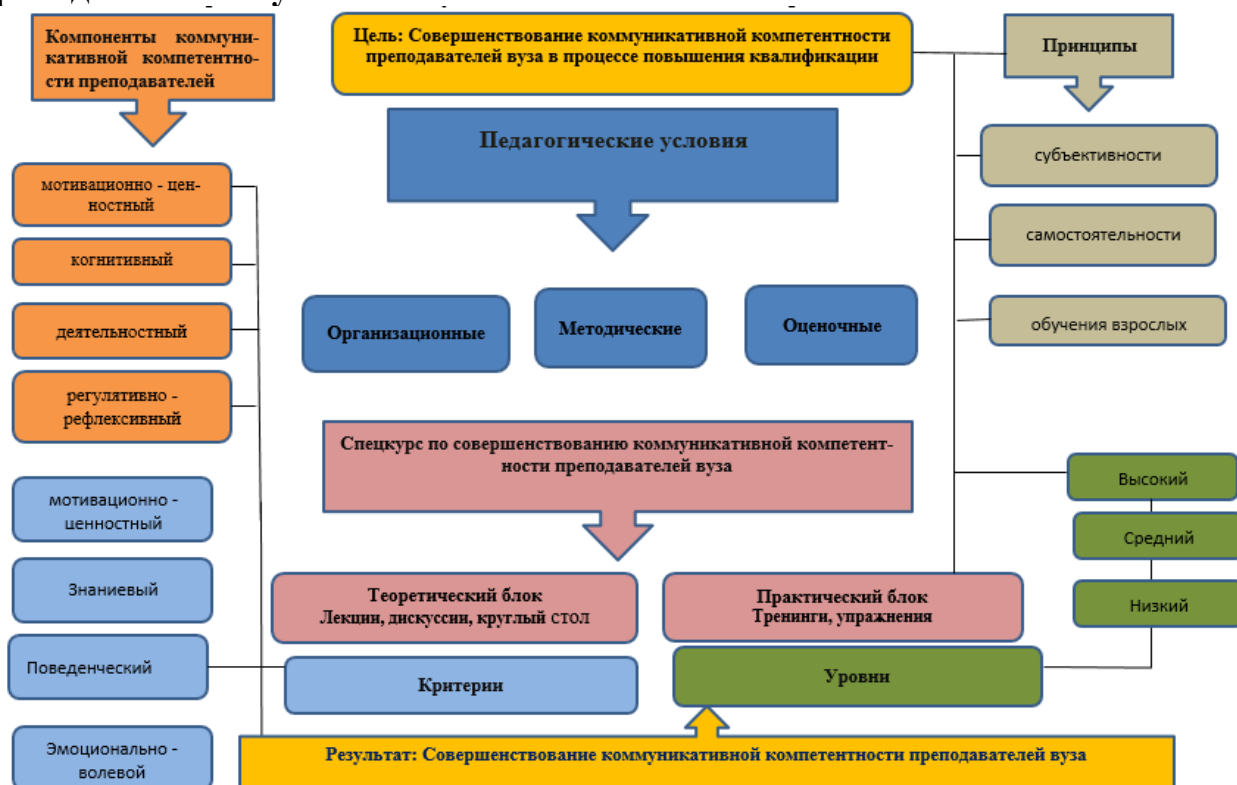 Компоненты коммуни-
кативной компетентно-
сти преподавателей
Цель: Совершенствование коммуникативной компетентности
преподавателей вуза в процессе повышения квалификации
Принципы
Педагогические условия
субъективности
самостоятельности
обучения взрослых
мотивационно - цен-
ностный
когнитивный
деятельностный
регулятивно -
рефлексивный
Организационные
Методические
Оценочные
Спецкурс по совершенствованию коммуникативной компетент-
ности преподавателей вуза
Высокий
Средний
Низкий
мотивационно -
ценностный
Знаниевый
Поведенческий
Эмоционально -
волевой
Теоретический блок
Лекции, дискуссии, круглый стол
Практический блок
Тренинги, упражнения
Критерии
Уровни
Результат: Совершенствование коммуникативной компетентности преподавателей вуза